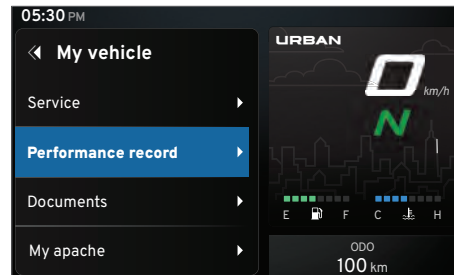 05:30 PM
My vehicle
Service
Performance record
Documents
My apache
URBAN
0 km/h
N
E F C H
ODO
100 km